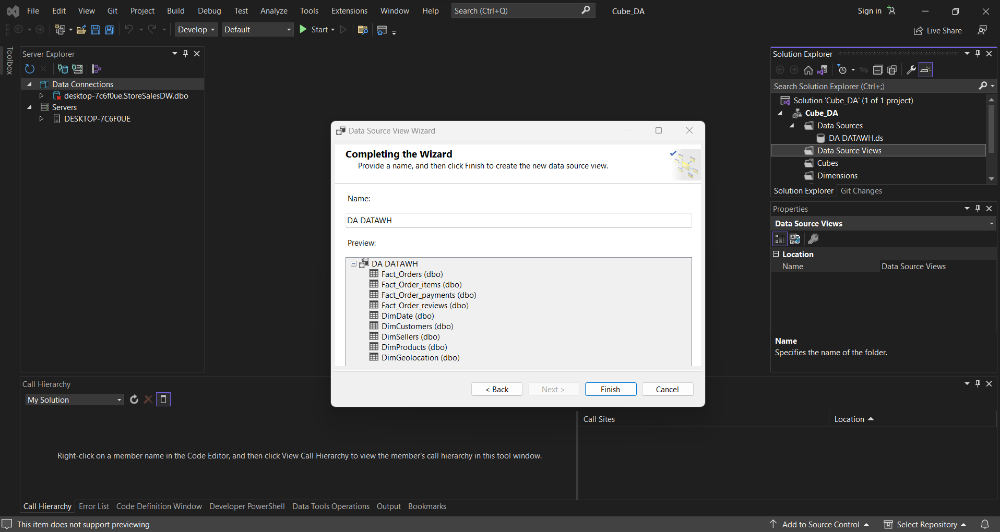 File Edit View Git Project Build Debug Test Analyze Tools Extensions Window Help Search (Ctrl+Q) Cube_DA Sign in
Develop Default Start Live Share
Toolbox
Server Explorer
Data Connections
desktop-7c6f0ue.StoreSalesDW.dbo
Servers
DESKTOP-7C6F0UE
Data Source View Wizard
Completing the Wizard
Provide a name, and then click Finish to create the new data source view.
Name:
DA DATAWH
Preview:
DA DATAWH
Fact_Orders (dbo)
Fact_Order_items (dbo)
Fact_Order_payments (dbo)
Fact_Order_reviews (dbo)
DimDate (dbo)
DimCustomers (dbo)
DimSellers (dbo)
DimProducts (dbo)
DimGeolocation (dbo)
< Back Next > Finish Cancel
Solution Explorer
Search Solution Explorer (Ctrl+;)
Solution 'Cube_DA' (1 of 1 project)
Cube_DA
Data Sources
DA DATAWH.ds
Data Source Views
Cubes
Dimensions
Solution Explorer Git Changes
Properties
Data Source Views
Location
Name Data Source Views
Name
Specifies the name of the folder.
Call Hierarchy
My Solution
Call Sites Location
Right-click on a member name in the Code Editor, and then click View Call Hierarchy to view the member's call hierarchy in this tool window.
Call Hierarchy Error List Code Definition Window Developer PowerShell Data Tools Operations Output Bookmarks
This item does not support previewing Add to Source Control Select Repository